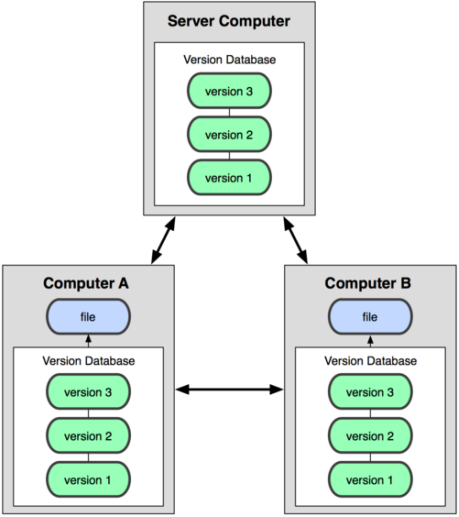 Server Computer
Version Database
version 3
version 2
version 1
Computer A
file
Version Database
version 3
version 2
version 1
Computer B
file
Version Database
version 3
version 2
version 1